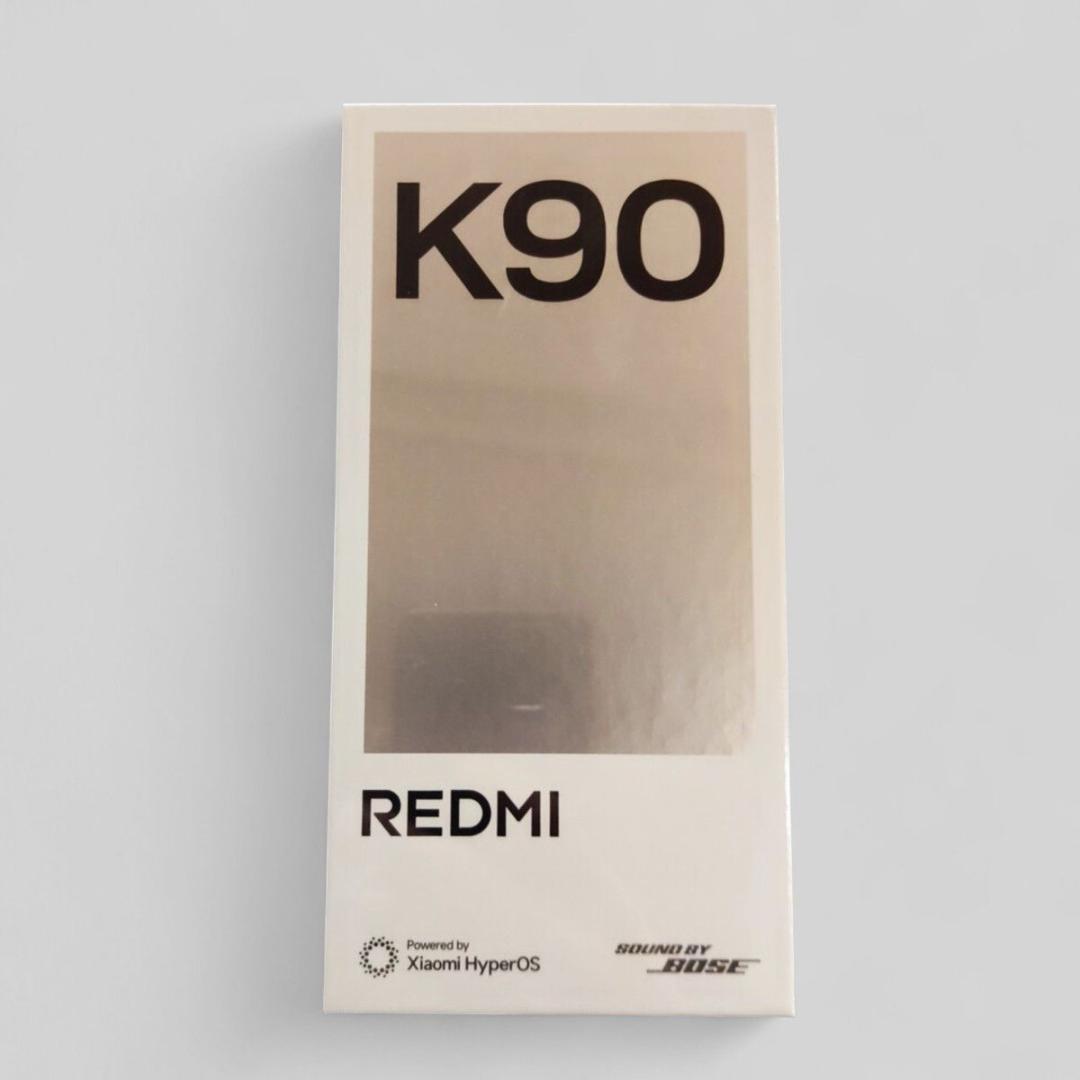 K90
REDMI
Powered by
Xiaomi HyperOS
SOUND BY
BOSE